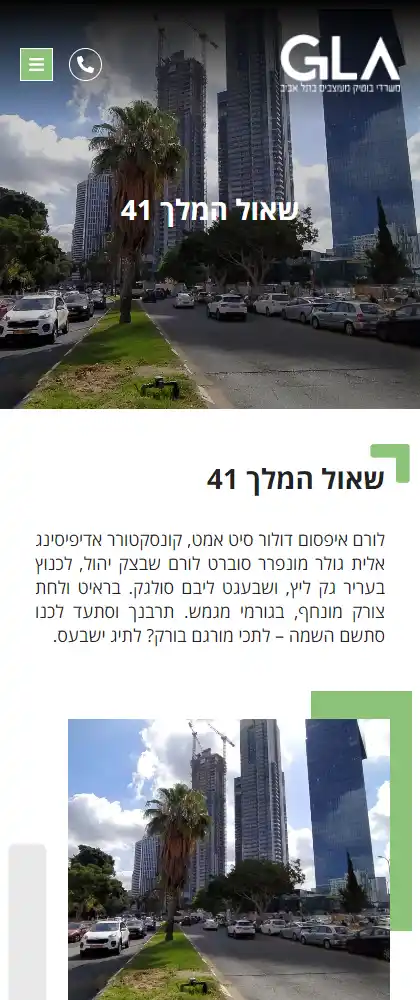 GLA
משרדי בוטיק מעוצבים בתל אביב
שאול המלך 41
שאול המלך 41
לורם איפסום דולור סיט אמט, קונסקטורר אדיפיסינג
אלית גולר מונפרר סוברט לורם שבצק יהול, לכנוץ
בעריר גק ליץ, ושבעגט ליבם סולגק. בראיט ולחת
צורק מונחף, בגורמי מגמש. תרבנך וסתעד לכנו
סתשם השמה – לתכי מורגם בורק? לתיג ישבעס.